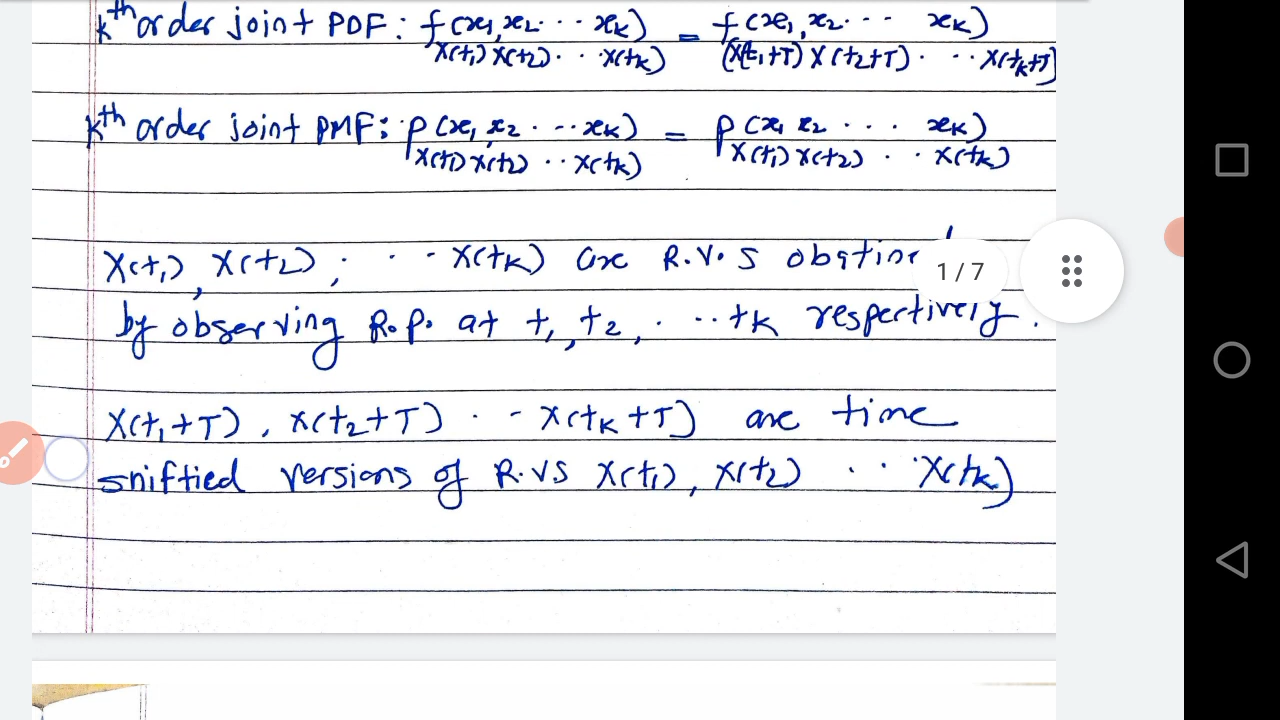 kth order joint PDF : f(x1, x2 · · · xk) = f(x1, x2 · · · xk)
X(t1) X(t2) · · · X(tk) (X(t1+T) X(t2+T) · · · X(tk+T)
kth order joint PMF : p(x1, x2 · · · xk) = p(x1 x2 · · · xk)
X(t1) X(t2) · · X(tk) X(t1) X(t2) · · X(tk)
X(t1), X(t2), · · · X(tk) are R.V.S
1 / 7
by observing R.P. at t1, t2, · · · tk respectively.
X(t1+T), X(t2+T) · · X(tk+T) are time
sniftied versions of R.VS X(t1), X(t2) · · · X(tk)